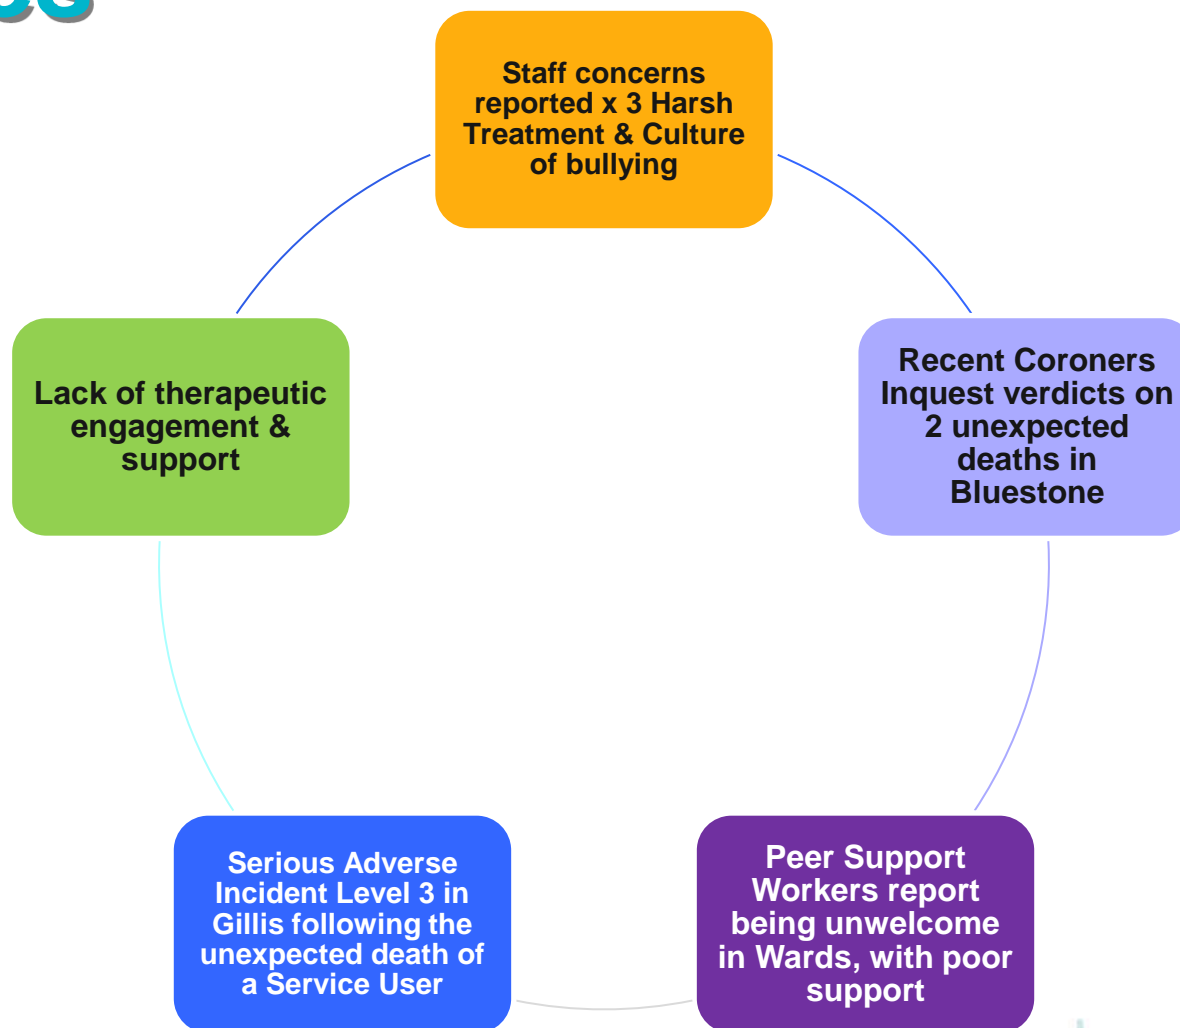 Staff concerns
reported x 3 Harsh
Treatment & Culture
of bullying
Recent Coroners
Inquest verdicts on
2 unexpected
deaths in
Bluestone
Peer Support
Workers report
being unwelcome
in Wards, with poor
support
Serious Adverse
Incident Level 3 in
Gillis following the
unexpected death of
a Service User
Lack of therapeutic
engagement &
support